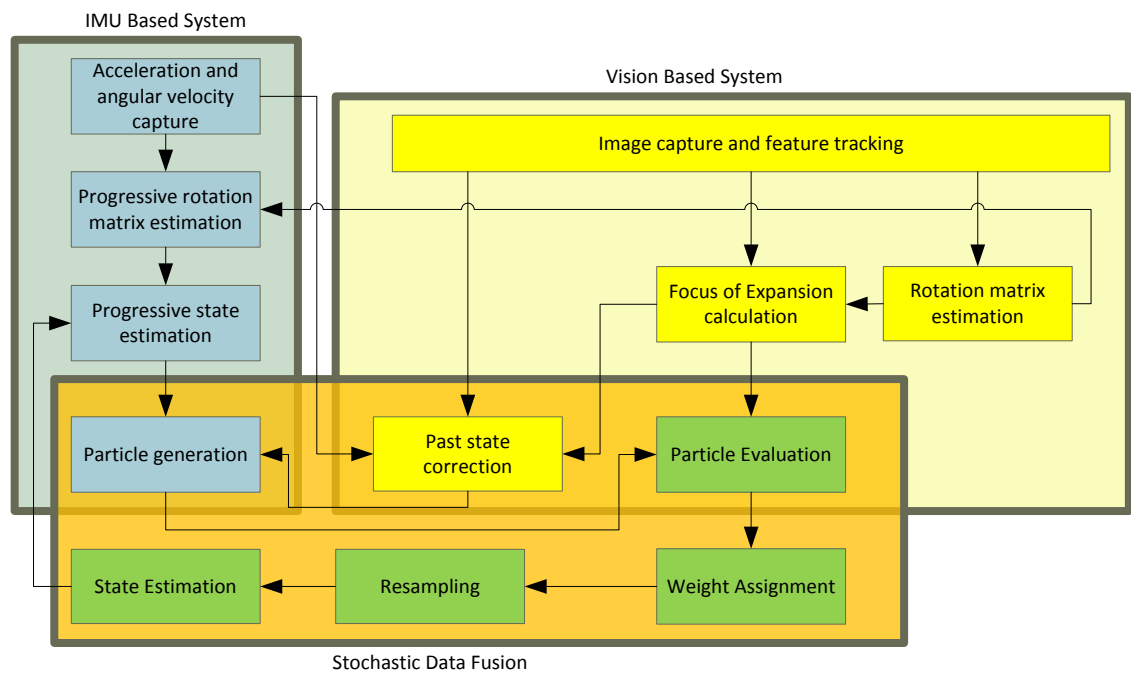 IMU Based System
Acceleration and
angular velocity
capture
Progressive rotation
matrix estimation
Progressive state
estimation
Particle generation
Vision Based System
Image capture and feature tracking
Focus of Expansion
calculation
Rotation matrix
estimation
Past state
correction
Particle Evaluation
State Estimation
Resampling
Weight Assignment
Stochastic Data Fusion